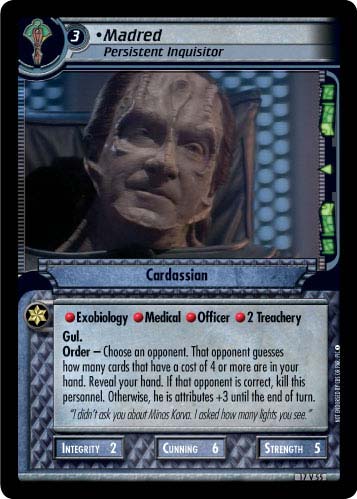 3
•Madred
Persistent Inquisitor
Cardassian
Exobiology Medical Officer 2 Treachery
Gul.
Order – Choose an opponent. That opponent guesses
how many cards that have a cost of 4 or more are in your
hand. Reveal your hand. If that opponent is correct, kill this
personnel. Otherwise, he is attributes +3 until the end of turn.
"I didn't ask you about Minos Korva. I asked how many lights you see."
Integrity 2 Cunning 6 Strength 5
17 V 55